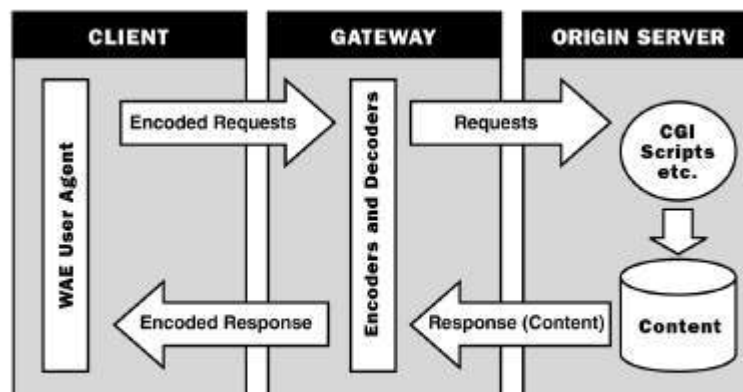 CLIENT
GATEWAY
ORIGIN SERVER
WAE User Agent
Encoded Requests
Encoders and Decoders
Requests
CGI
Scripts
etc.
Encoded Response
Response (Content)
Content